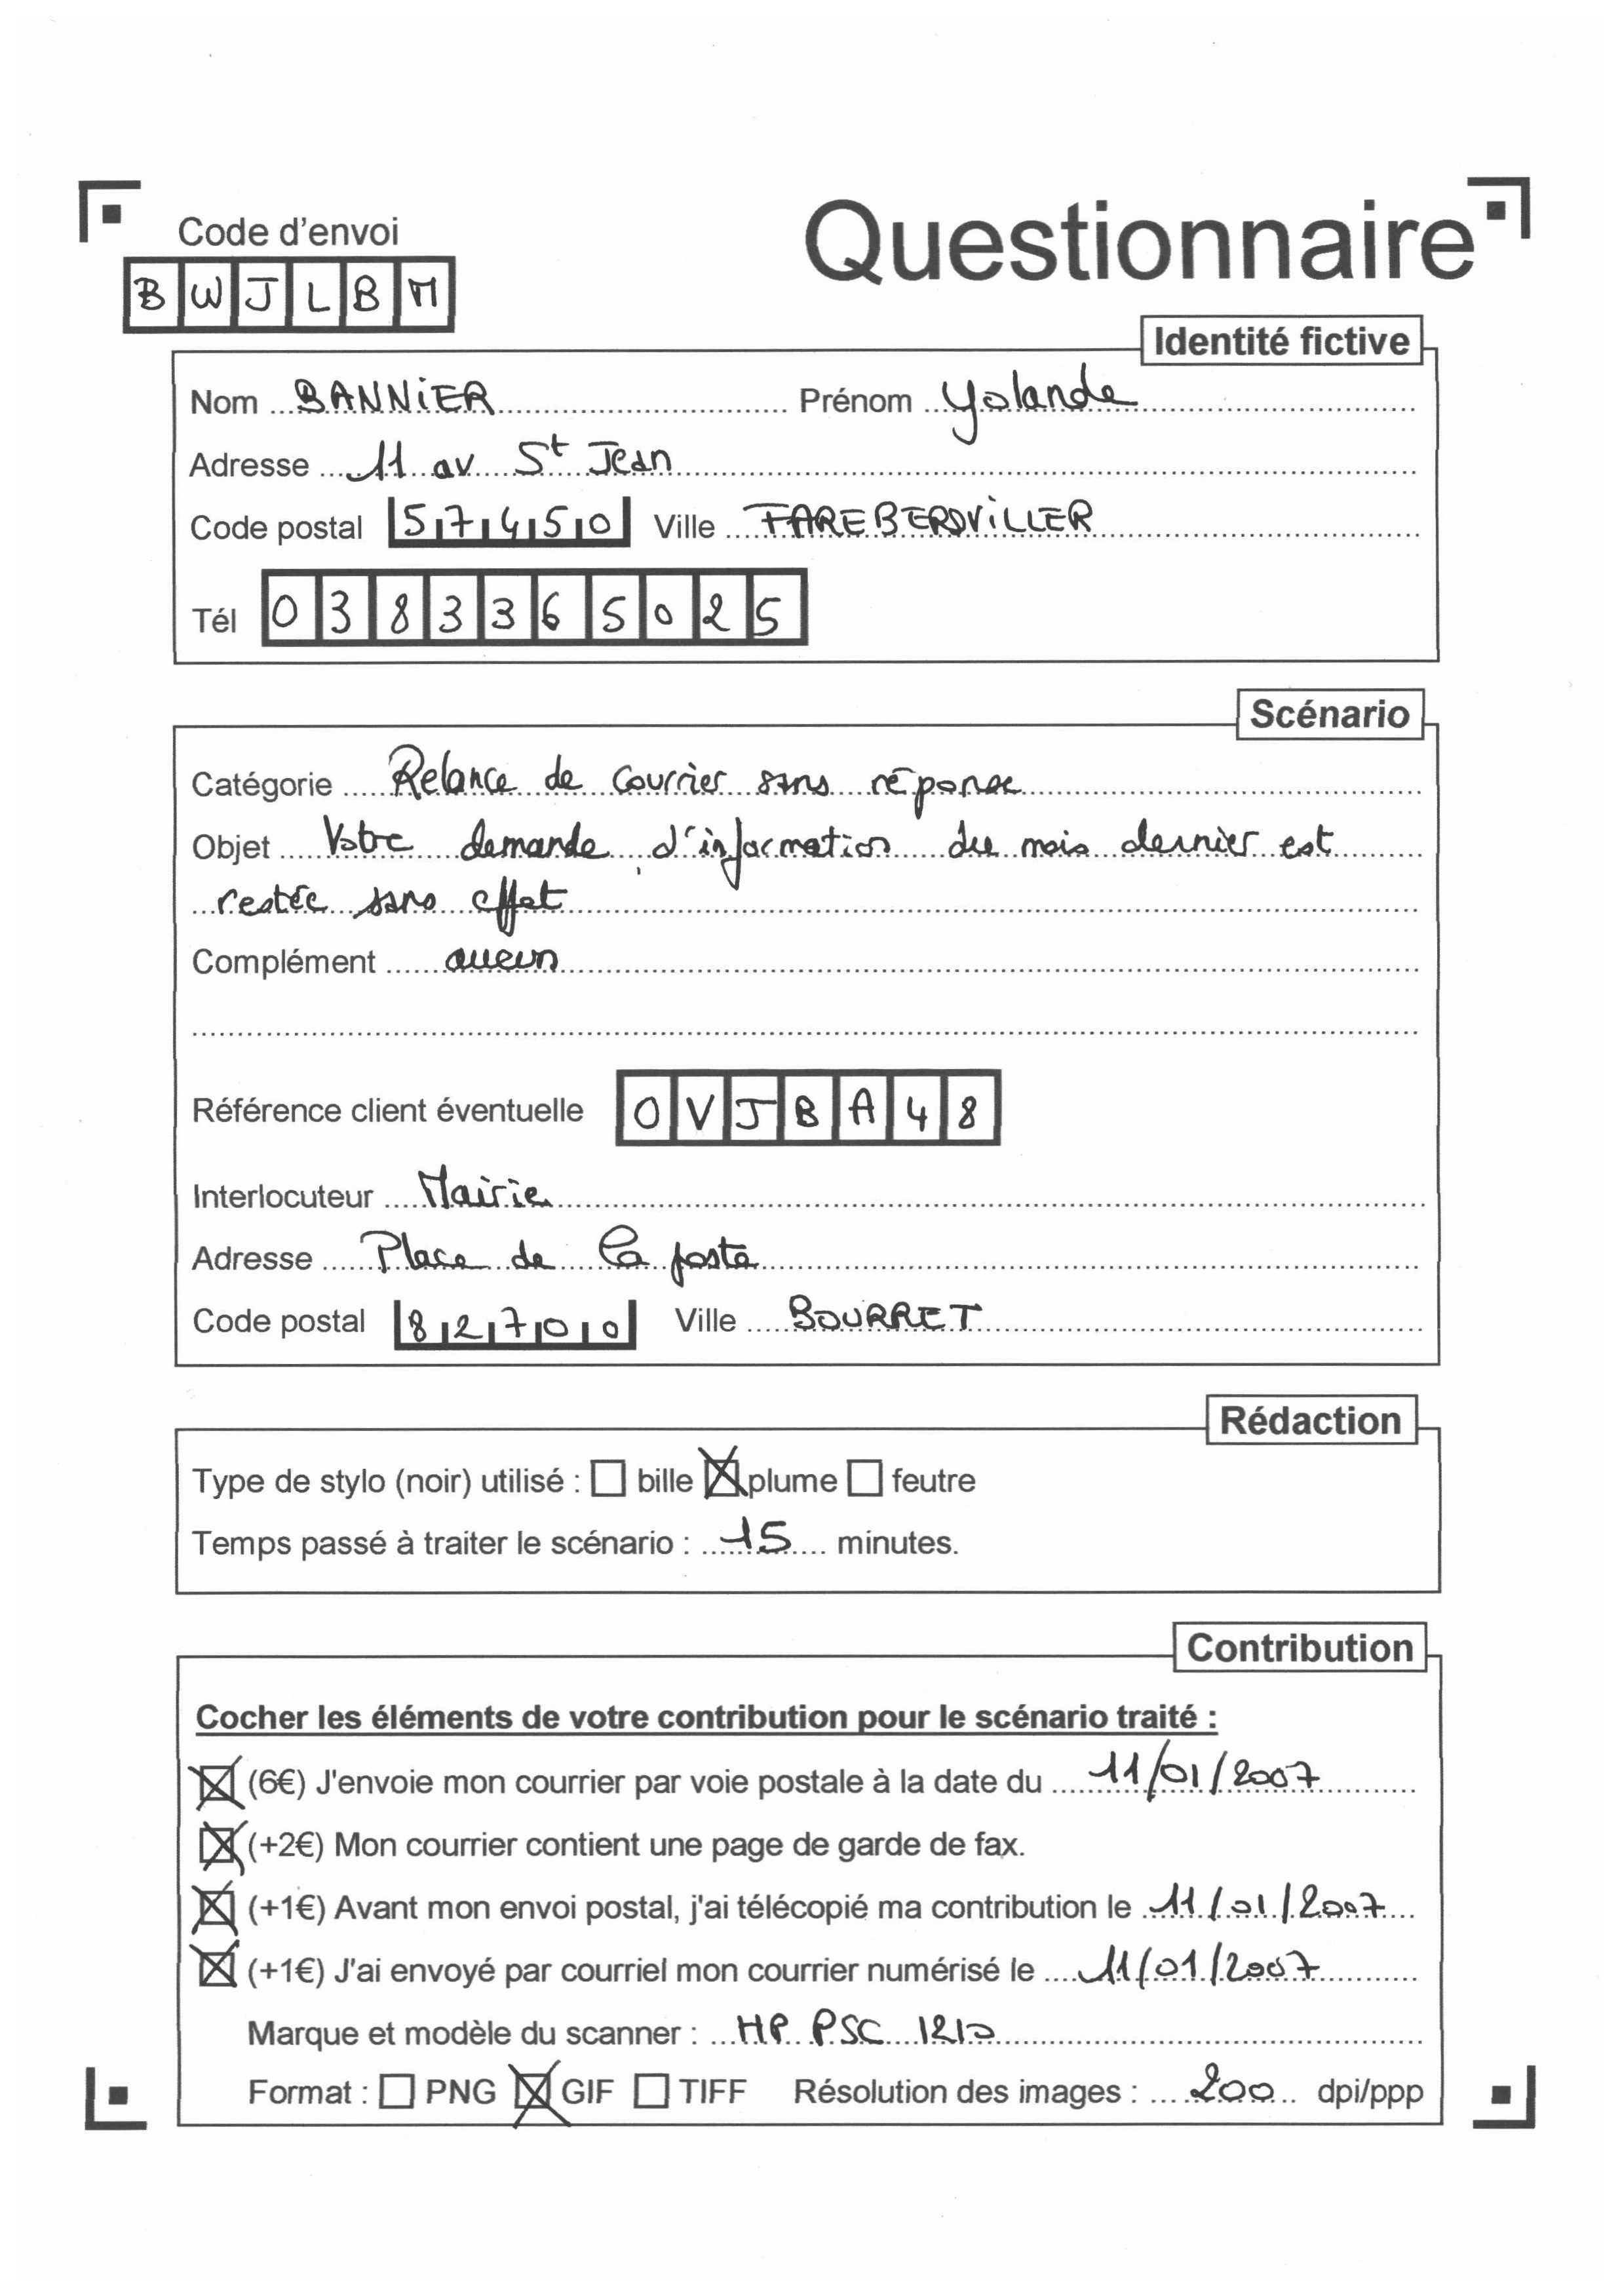 Code d'envoi
BWJLBM
Questionnaire
Identité fictive
Nom BANNiER Prénom Yolande
Adresse 11 av St Jean
Code postal 57450 Ville FAREBERSVILLER
Tél 0383365025
Scénario
Catégorie Relance de courrier sans réponse
Objet Votre demande d'information du mois dernier est
restée sans effet
Complément aucun
Référence client éventuelle OVJBA48
Interlocuteur Mairie
Adresse Place de la poste
Code postal 82700 Ville BOURRET
Rédaction
Type de stylo (noir) utilisé : ☐ bille ☒ plume ☐ feutre
Temps passé à traiter le scénario : 15 minutes.
Contribution
Cocher les éléments de votre contribution pour le scénario traité :
☒ (6€) J'envoie mon courrier par voie postale à la date du 11/01/2007
☒ (+2€) Mon courrier contient une page de garde de fax.
☒ (+1€) Avant mon envoi postal, j'ai télécopié ma contribution le 11/01/2007
☒ (+1€) J'ai envoyé par courriel mon courrier numérisé le 11/01/2007
Marque et modèle du scanner : HP PSC 1210
Format : ☐ PNG ☒ GIF ☐ TIFF Résolution des images : 200 dpi/ppp